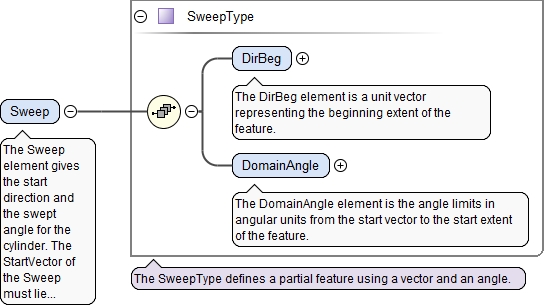 SweepType
DirBeg
The DirBeg element is a unit vector
representing the beginning extent of the
feature.
Sweep
The Sweep
element gives
the start
direction and
the swept
angle for the
cylinder. The
StartVector of
the Sweep
must lie...
DomainAngle
The DomainAngle element is the angle limits in
angular units from the start vector to the start extent
of the feature.
The SweepType defines a partial feature using a vector and an angle.